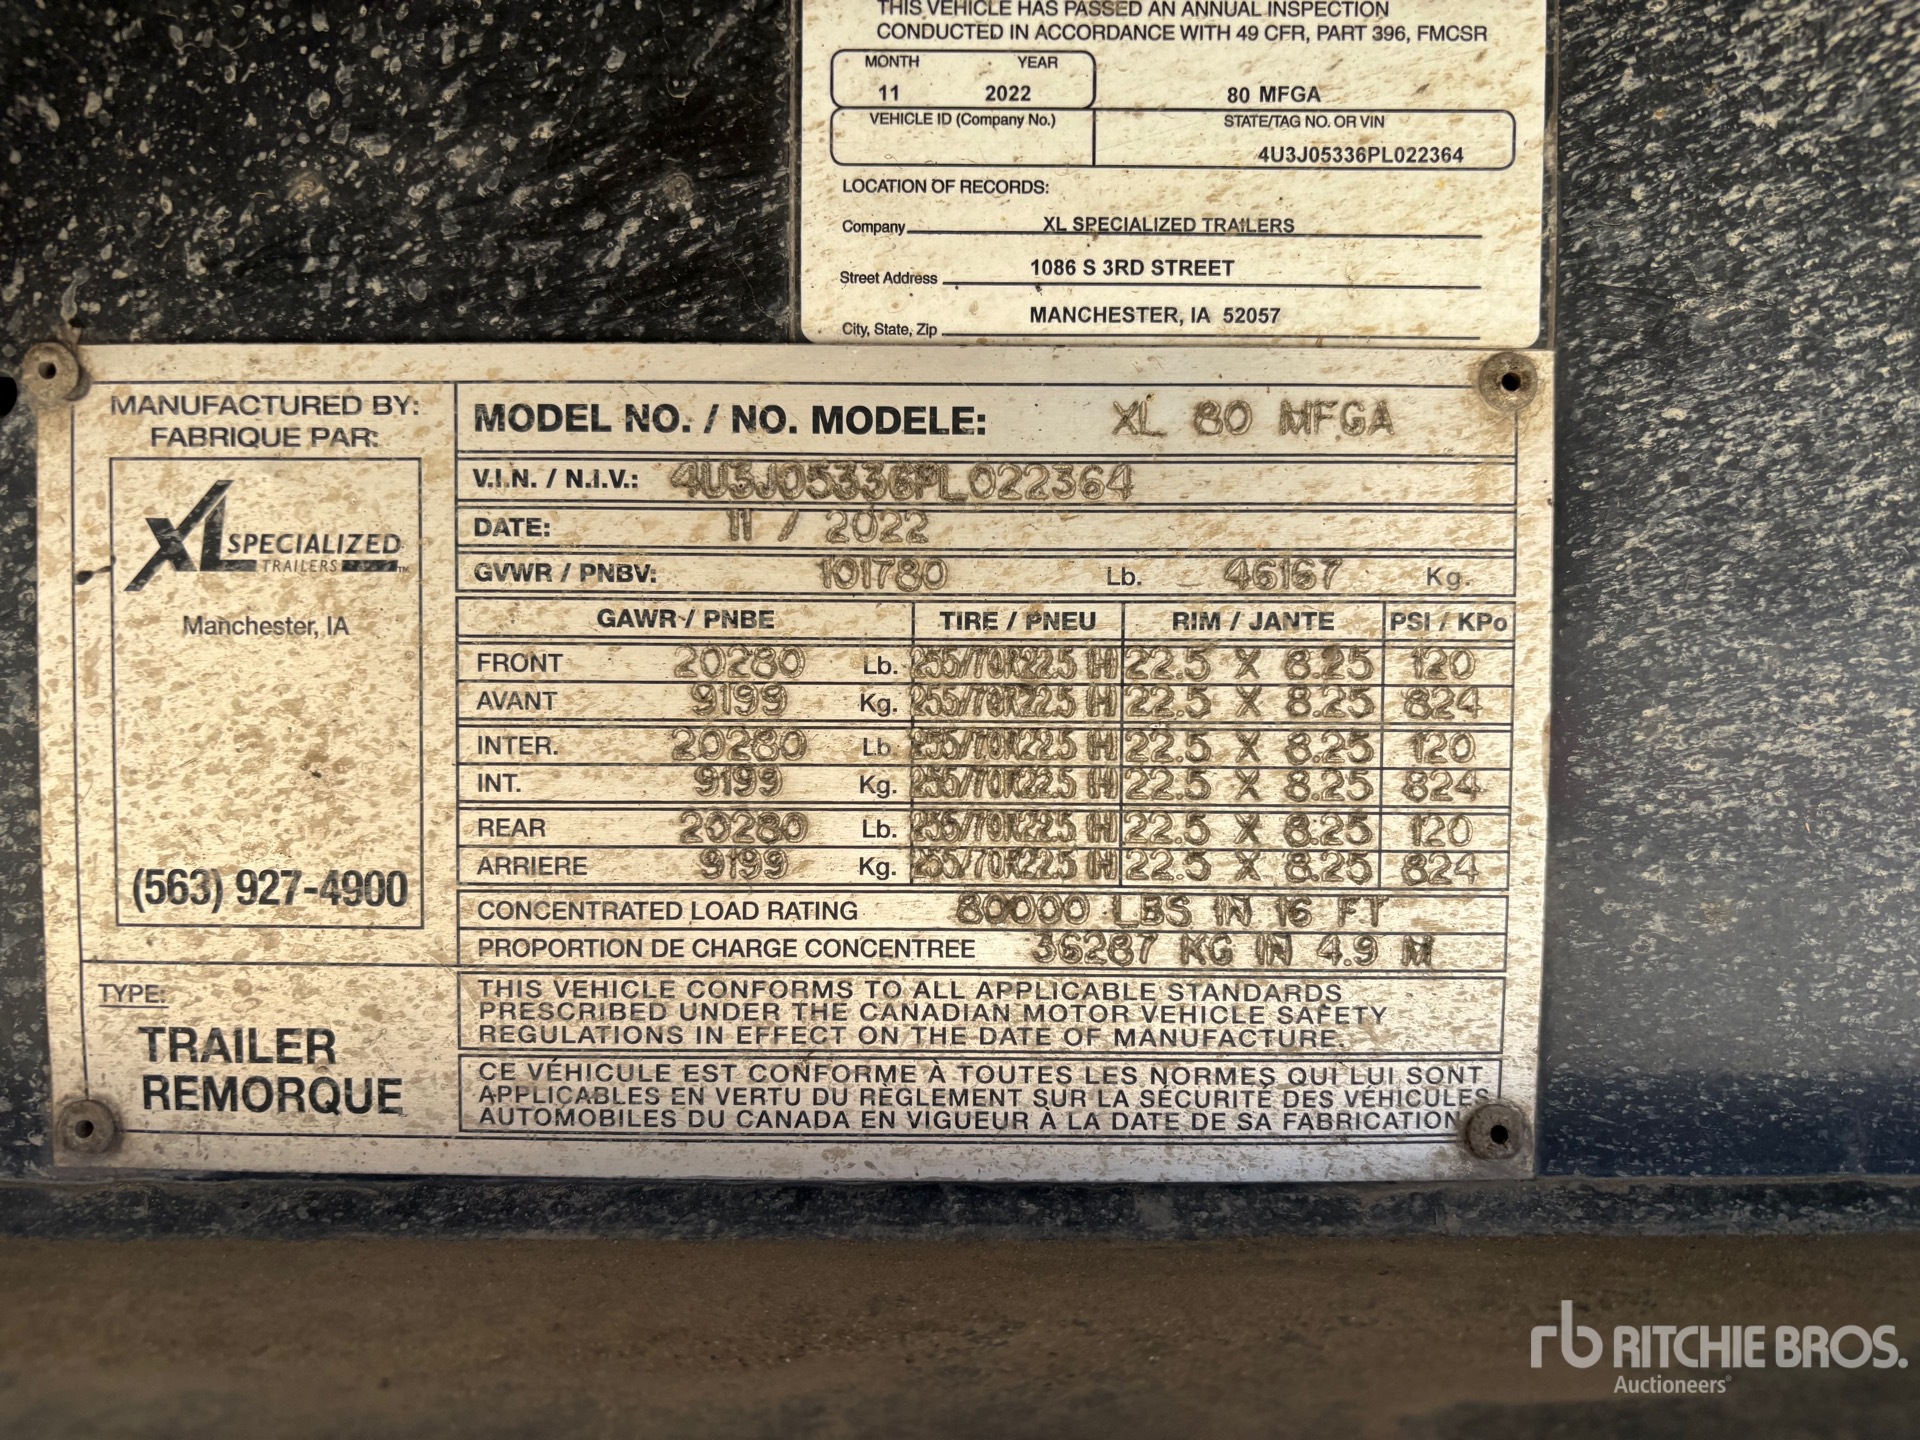 THIS VEHICLE HAS PASSED AN ANNUAL INSPECTION
CONDUCTED IN ACCORDANCE WITH 49 CFR, PART 396, FMCSR
MONTH YEAR
11 2022 80 MFGA
VEHICLE ID (Company No.) STATE/TAG NO. OR VIN
4U3J05336PL022364
LOCATION OF RECORDS:
Company XL SPECIALIZED TRAILERS
Street Address 1086 S 3RD STREET
City, State, Zip MANCHESTER, IA 52057
MANUFACTURED BY:
FABRIQUE PAR:
XL SPECIALIZED
TRAILERS
Manchester, IA
(563) 927-4900
TYPE:
TRAILER
REMORQUE
MODEL NO. / NO. MODELE: XL 80 MFGA
V.I.N. / N.I.V.: 4U3J05336PL022364
DATE: 11 / 2022
GVWR / PNBV: 101780 Lb. 46167 Kg.
GAWR / PNBE TIRE / PNEU RIM / JANTE PSI / KPo
FRONT 20280 Lb. 255/70R22.5 (H) 22.5 X 8.25 120
AVANT 9199 Kg. 255/70R22.5 (H) 22.5 X 8.25 824
INTER. 20280 Lb. 255/70R22.5 (H) 22.5 X 8.25 120
INT. 9199 Kg. 255/70R22.5 (H) 22.5 X 8.25 824
REAR 20280 Lb. 255/70R22.5 (H) 22.5 X 8.25 120
ARRIERE 9199 Kg. 255/70R22.5 (H) 22.5 X 8.25 824
CONCENTRATED LOAD RATING 80000 LBS IN 16 FT
PROPORTION DE CHARGE CONCENTREE 36287 KG IN 4.9 M
THIS VEHICLE CONFORMS TO ALL APPLICABLE STANDARDS
PRESCRIBED UNDER THE CANADIAN MOTOR VEHICLE SAFETY
REGULATIONS IN EFFECT ON THE DATE OF MANUFACTURE.
CE VÉHICULE EST CONFORME À TOUTES LES NORMES QUI LUI SONT
APPLICABLES EN VERTU DU RÈGLEMENT SUR LA SÉCURITÉ DES VÉHICULES
AUTOMOBILES DU CANADA EN VIGUEUR À LA DATE DE SA FABRICATION
rb RITCHIE BROS.
Auctioneers